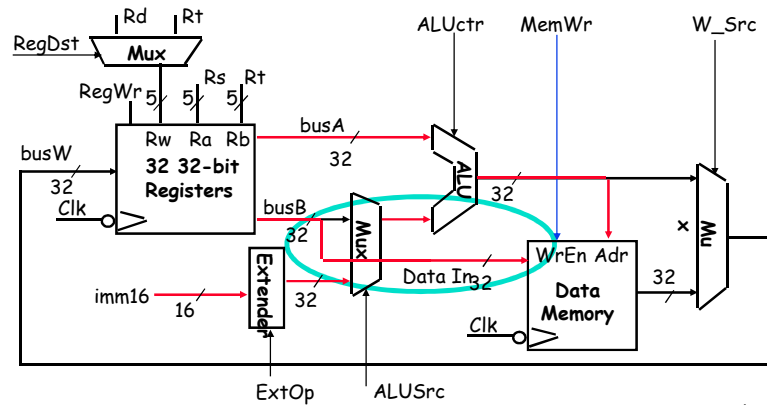 Rd Rt
RegDst
Mux
ALUctr
MemWr
W_Src
RegWr
Rs Rt
5 5 5
busA
busW
Rw Ra Rb
32
32 32-bit
Registers
32
Clk
ALU
32
busB
32
Mux
Mu
x
WrEn Adr
Data In
32
32
Data
Memory
32
imm16
16
Extender
32
Clk
ExtOp
ALUSrc